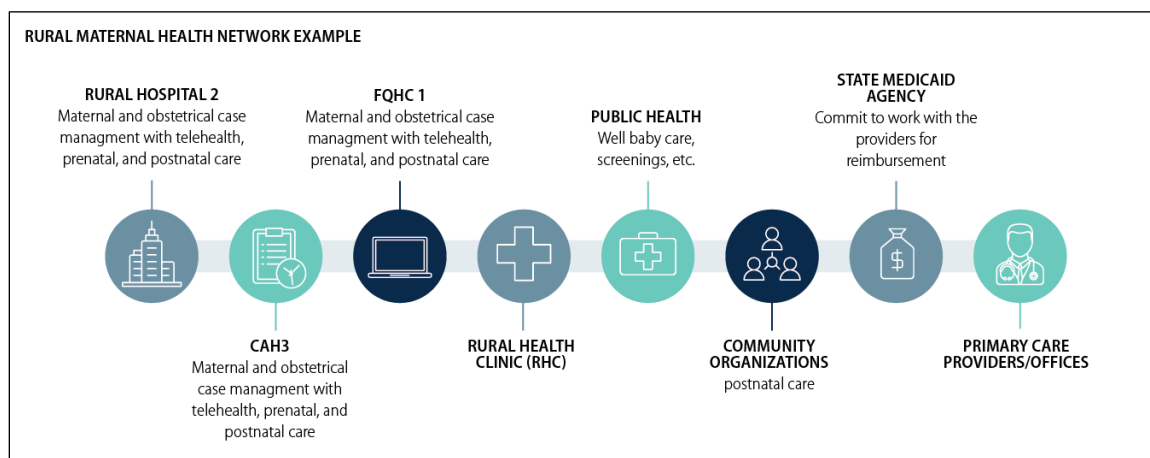 RURAL MATERNAL HEALTH NETWORK EXAMPLE
RURAL HOSPITAL 2
Maternal and obstetrical case
managment with telehealth,
prenatal, and postnatal care
CAH3
Maternal and obstetrical
case managment with
telehealth, prenatal, and
postnatal care
FQHC 1
Maternal and obstetrical case
managment with telehealth,
prenatal, and postnatal care
RURAL HEALTH
CLINIC (RHC)
PUBLIC HEALTH
Well baby care,
screenings, etc.
COMMUNITY
ORGANIZATIONS
postnatal care
STATE MEDICAID
AGENCY
Commit to work with the
providers for
reimbursement
$
PRIMARY CARE
PROVIDERS/OFFICES